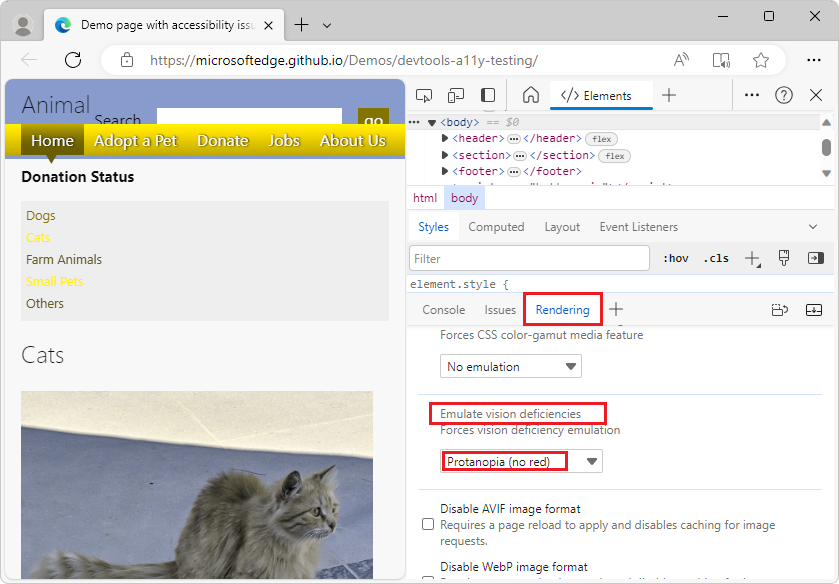 Demo page with accessibility issu
https://microsoftedge.github.io/Demos/devtools-a11y-testing/
Animal
Search
go
Home Adopt a Pet Donate Jobs About Us
Donation Status
Dogs
Cats
Farm Animals
Small Pets
Others
Cats
</> Elements
<body> == $0
<header> ••• </header> flex
<section> ••• </section> flex
<footer> ••• </footer>
html body
Styles Computed Layout Event Listeners
Filter :hov .cls
element.style {
Console Issues Rendering
Forces CSS color-gamut media feature
No emulation
Emulate vision deficiencies
Forces vision deficiency emulation
Protanopia (no red)
Disable AVIF image format
Requires a page reload to apply and disables caching for image
requests.
Disable WebP image format